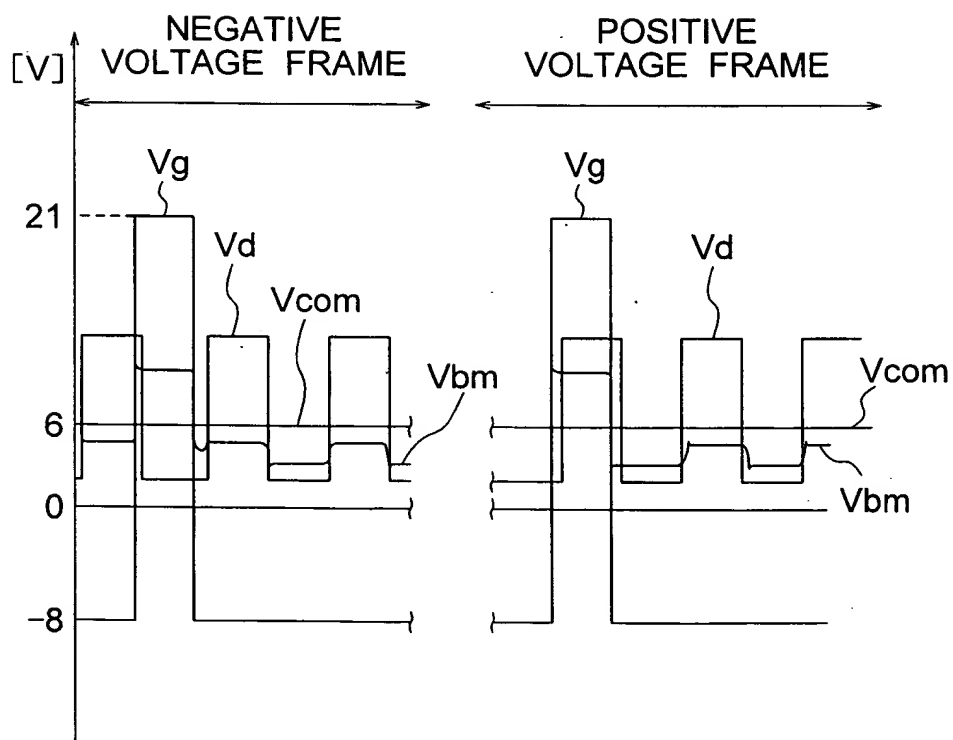 NEGATIVE
VOLTAGE FRAME
POSITIVE
VOLTAGE FRAME
[V]
Vg
Vg
21
Vd
Vd
Vcom
Vbm
Vcom
6
Vbm
0
−8